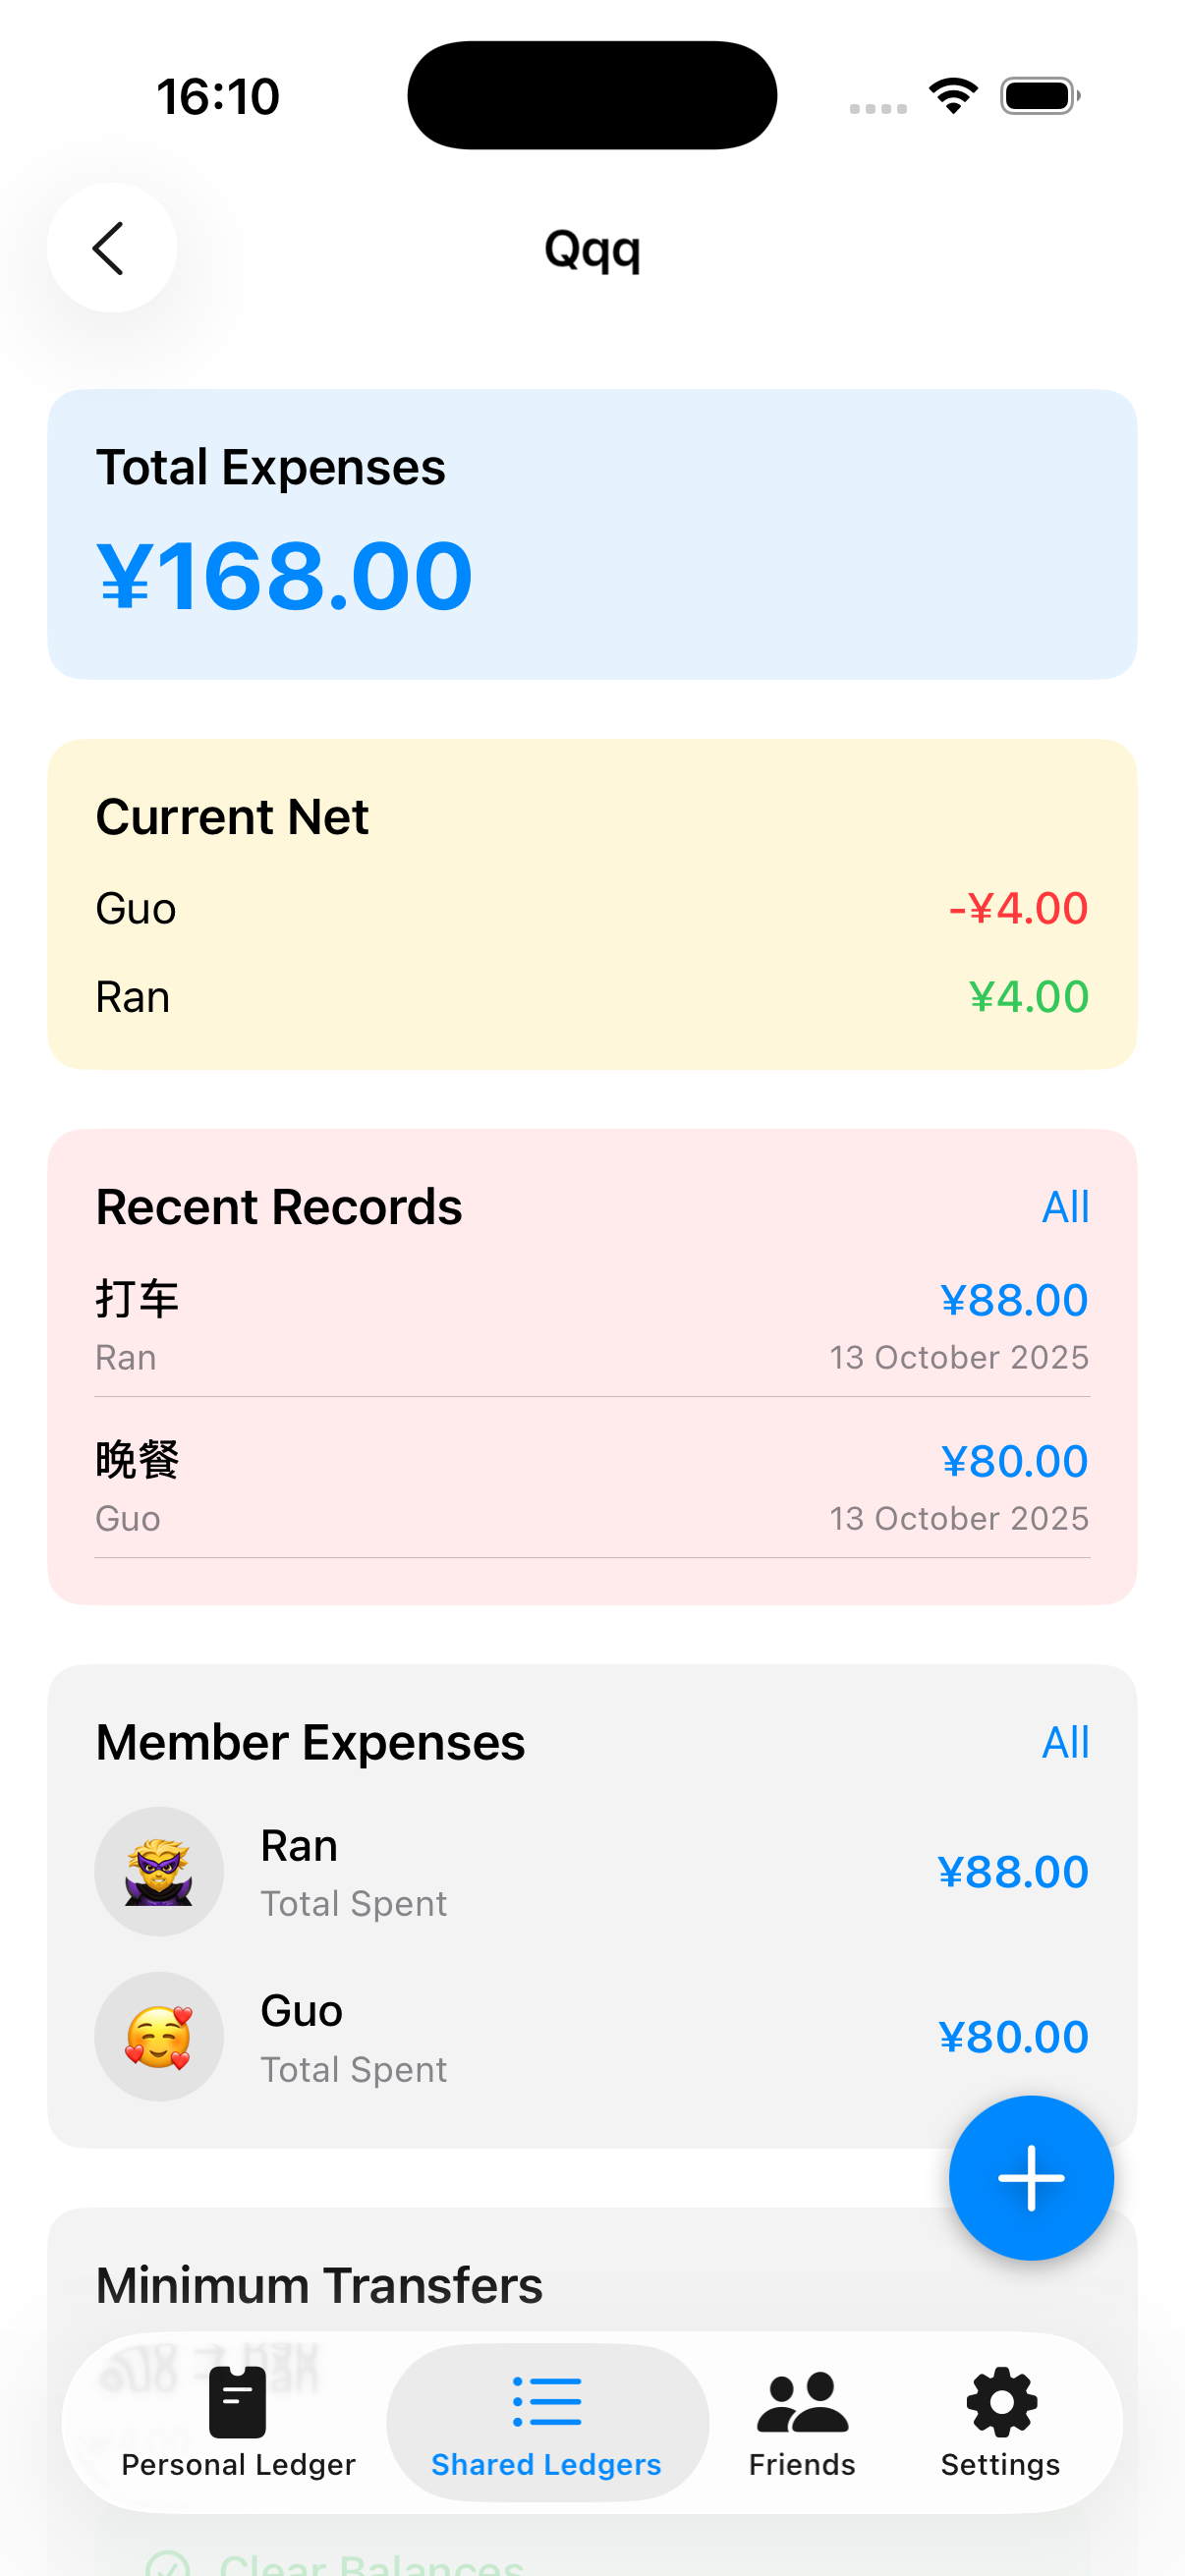 16:10
Qqq
Total Expenses
¥168.00
Current Net
Guo -¥4.00
Ran ¥4.00
Recent Records All
打车 ¥88.00
Ran 13 October 2025
晚餐 ¥80.00
Guo 13 October 2025
Member Expenses All
Ran
Total Spent
¥88.00
Guo
Total Spent
¥80.00
Minimum Transfers
Personal Ledger Shared Ledgers Friends Settings
Clear Balances